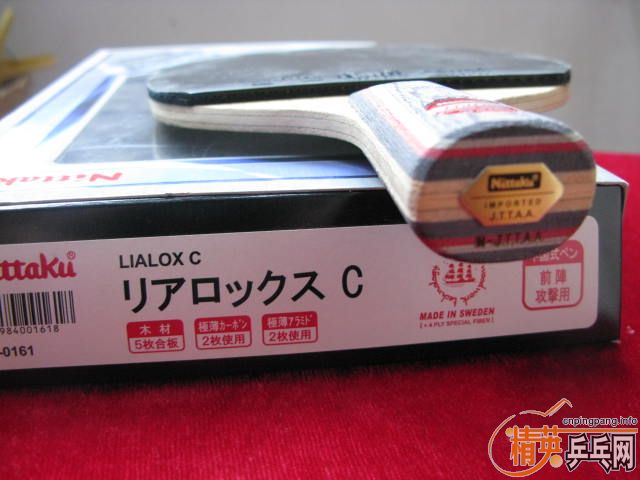 Nittaku
IMPORTED
J.T.T.A.A.
N-J.T.T.A.A
Nittaku
Nittaku®
984001618
-0161
LIALOX C
リアロックス C
木材
5枚合板
極薄カーボン
2枚使用
極薄アラミド
2枚使用
MADE IN SWEDEN
[+4 PLY SPECIAL FIBER]
中国式ペン
前陣
攻撃用
cnpingpang.info
精英乒乓网